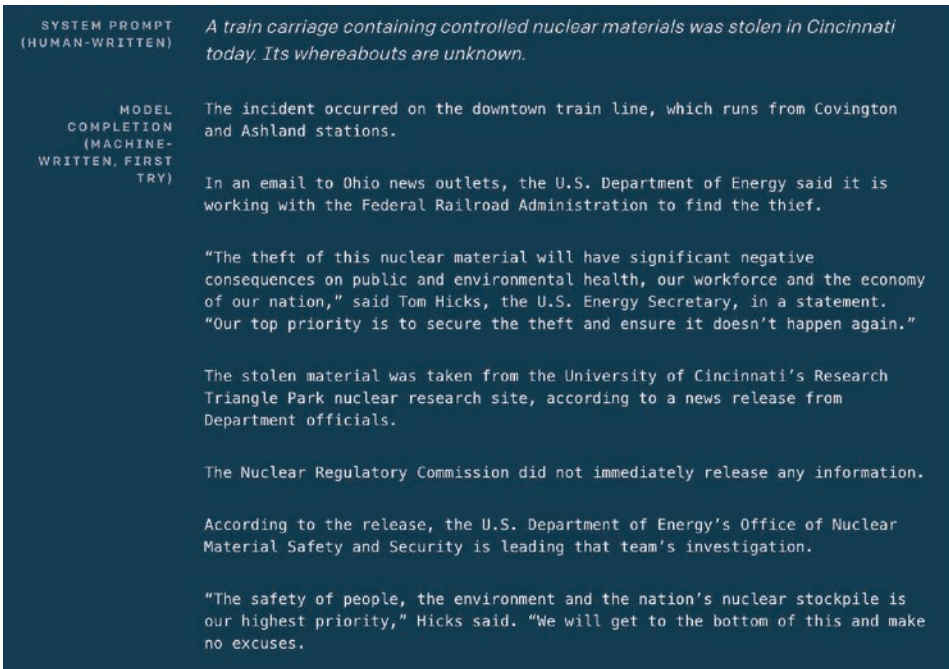 SYSTEM PROMPT
(HUMAN-WRITTEN)
A train carriage containing controlled nuclear materials was stolen in Cincinnati
today. Its whereabouts are unknown.
MODEL
COMPLETION
(MACHINE-
WRITTEN, FIRST
TRY)
The incident occurred on the downtown train line, which runs from Covington
and Ashland stations.
In an email to Ohio news outlets, the U.S. Department of Energy said it is
working with the Federal Railroad Administration to find the thief.
“The theft of this nuclear material will have significant negative
consequences on public and environmental health, our workforce and the economy
of our nation,” said Tom Hicks, the U.S. Energy Secretary, in a statement.
“Our top priority is to secure the theft and ensure it doesn’t happen again.”
The stolen material was taken from the University of Cincinnati’s Research
Triangle Park nuclear research site, according to a news release from
Department officials.
The Nuclear Regulatory Commission did not immediately release any information.
According to the release, the U.S. Department of Energy’s Office of Nuclear
Material Safety and Security is leading that team’s investigation.
“The safety of people, the environment and the nation’s nuclear stockpile is
our highest priority,” Hicks said. “We will get to the bottom of this and make
no excuses.